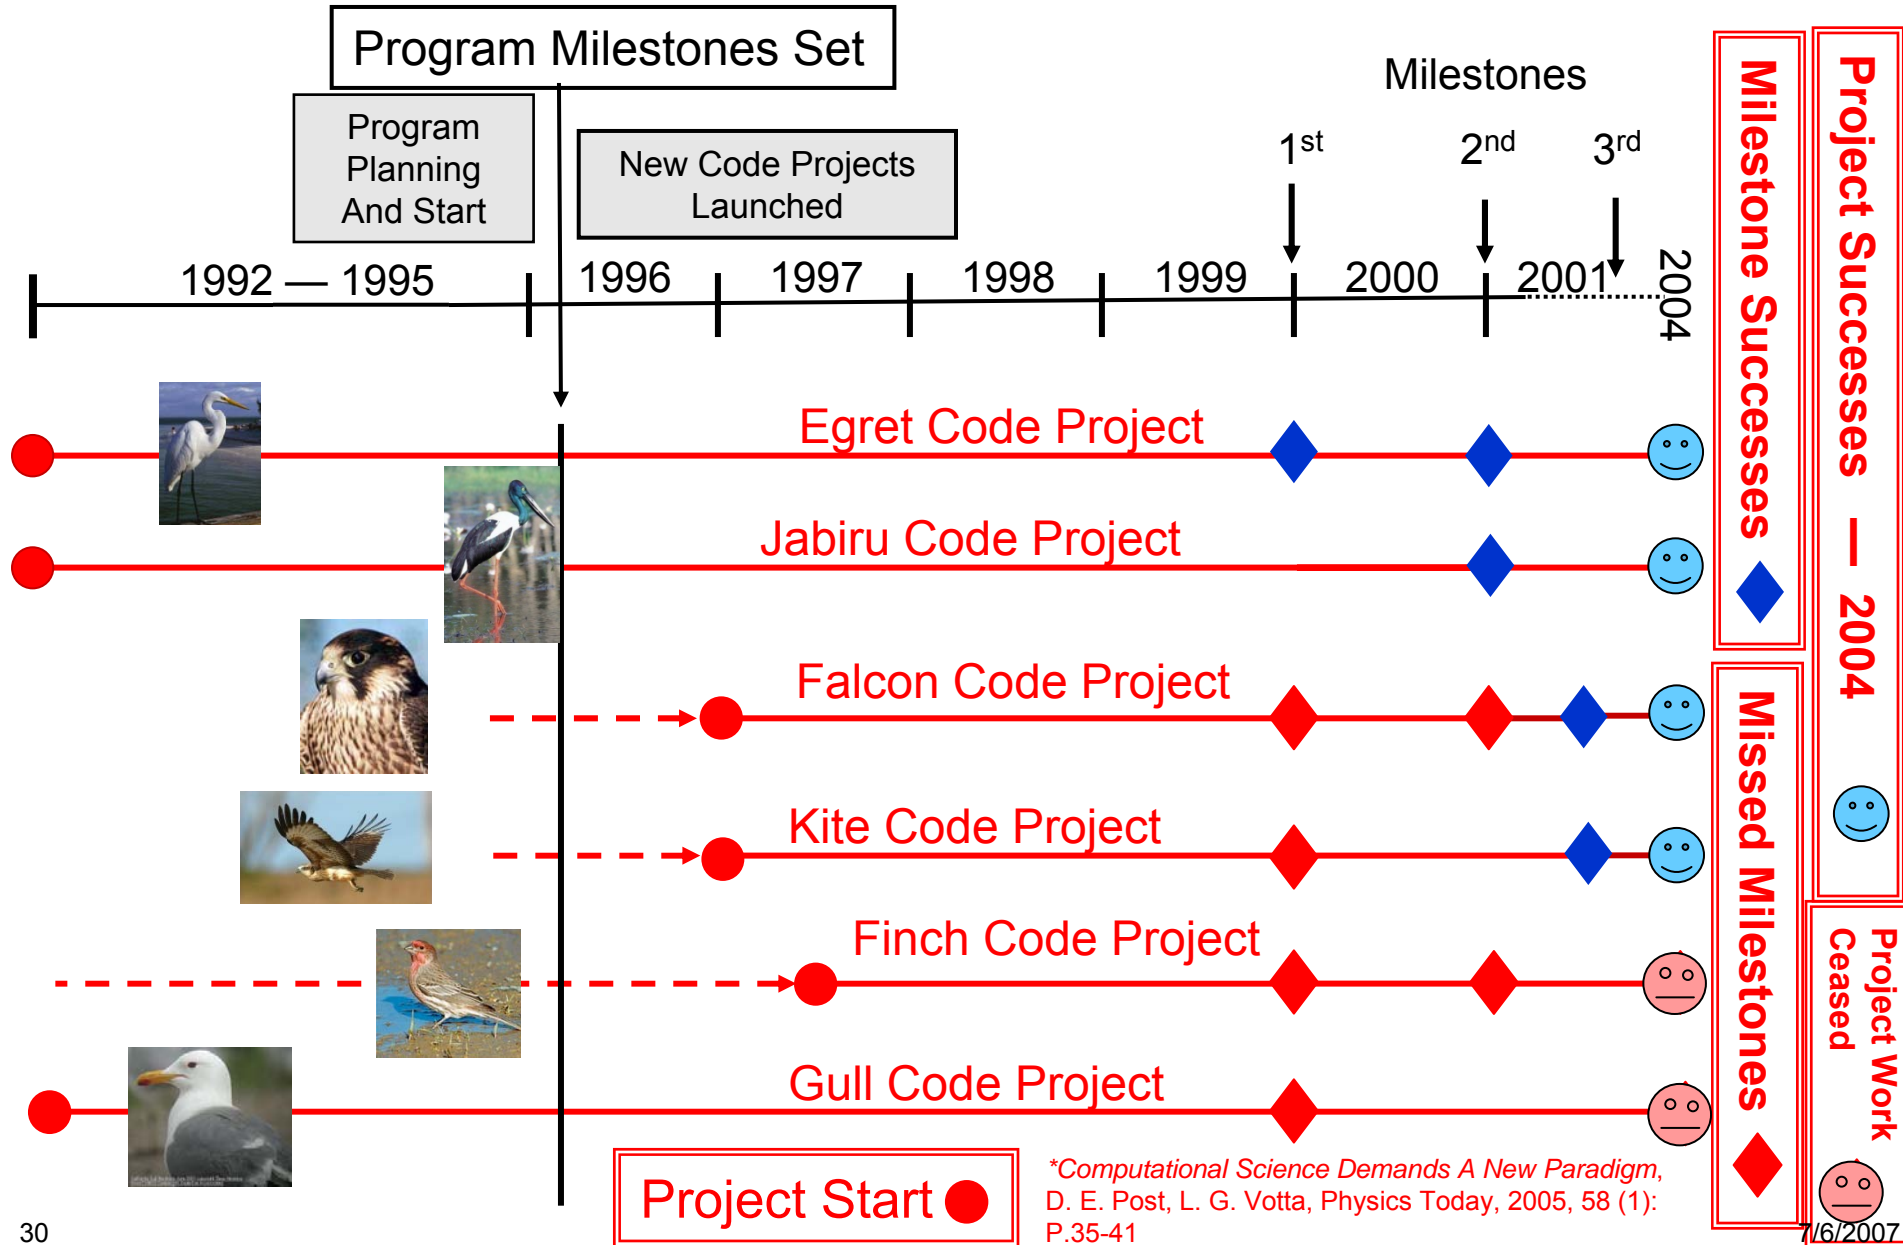 Program Milestones Set
Program
Planning
And Start
New Code Projects
Launched
Milestones
1st
2nd
3rd
1992 — 1995
1996
1997
1998
1999
2000
2001
2004
Egret Code Project
Jabiru Code Project
Falcon Code Project
Kite Code Project
Finch Code Project
Gull Code Project
Milestone Successes
Project Successes — 2004
Missed Milestones
Project Work
Ceased
Project Start
*Computational Science Demands A New Paradigm,
D. E. Post, L. G. Votta, Physics Today, 2005, 58 (1):
P.35-41
30
7/6/2007